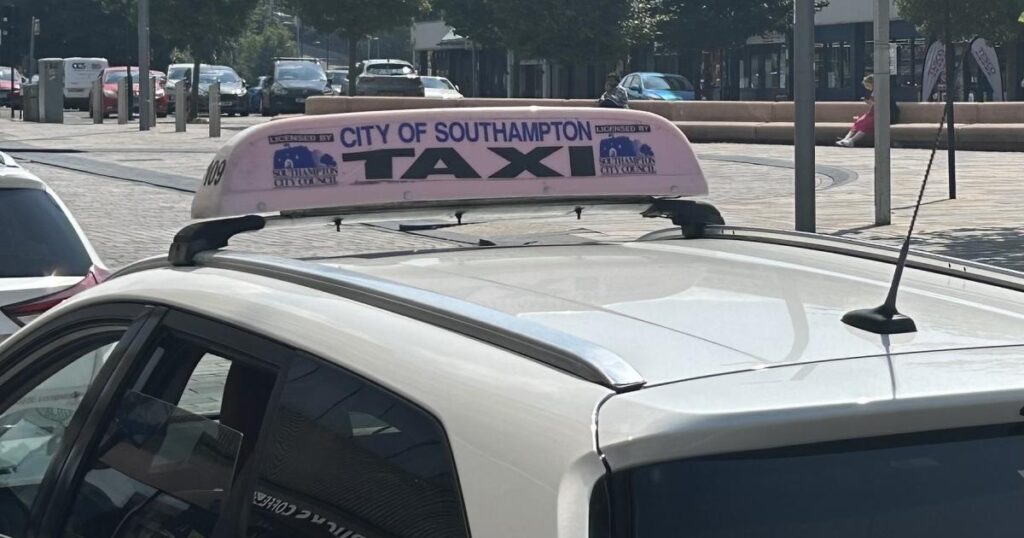 109
LICENSED BY
SOUTHAMPTON
CITY COUNCIL
CITY OF SOUTHAMPTON
TAXI
LICENSED BY
SOUTHAMPTON
CITY COUNCIL